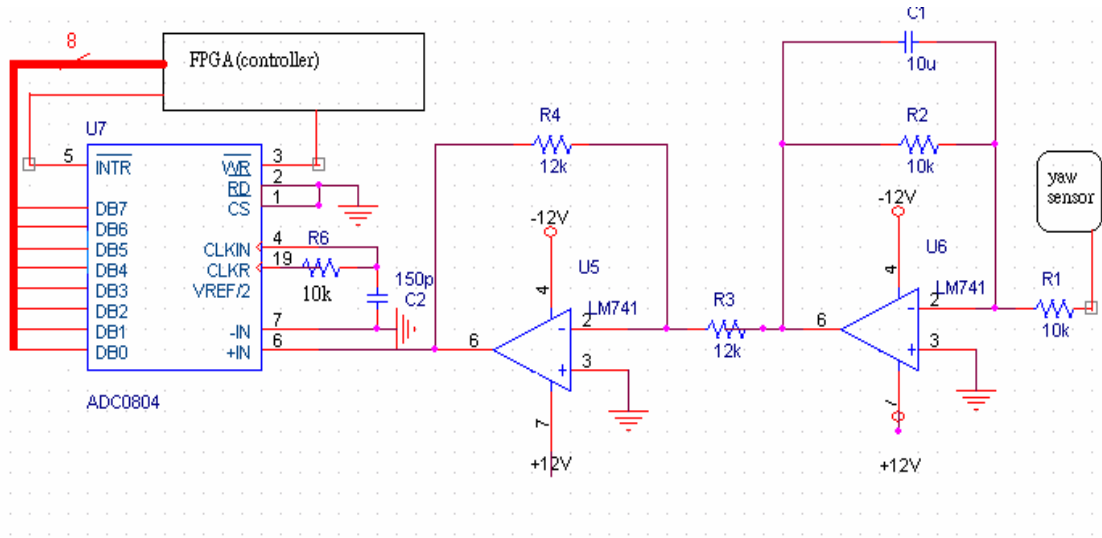 8
FPGA(controller)
U7
5
INTR
WR
3
RD
2
CS
1
DB7
DB6
DB5
DB4
DB3
DB2
DB1
DB0
CLKIN
4
CLKR
19
VREF/2
-IN
7
+IN
6
ADC0804
R6
10k
150p
C2
R4
12k
-12V
4
U5
LM741
2
3
6
7
+12V
R3
12k
C1
10u
R2
10k
-12V
4
U6
LM741
2
3
6
7
+12V
R1
10k
yaw
sensor